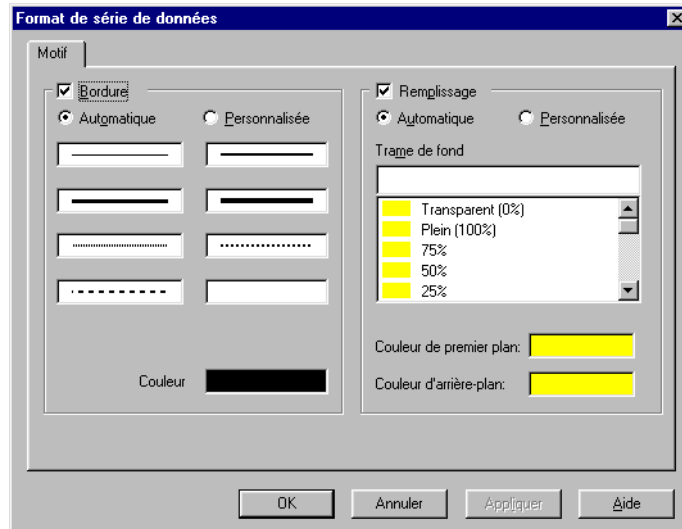 Format de série de données
Motif
Bordure
Automatique
Personnalisée
Couleur
Remplissage
Automatique
Personnalisée
Trame de fond
Transparent (0%)
Plein (100%)
75%
50%
25%
Couleur de premier plan:
Couleur d'arrière-plan:
OK
Annuler
Appliquer
Aide